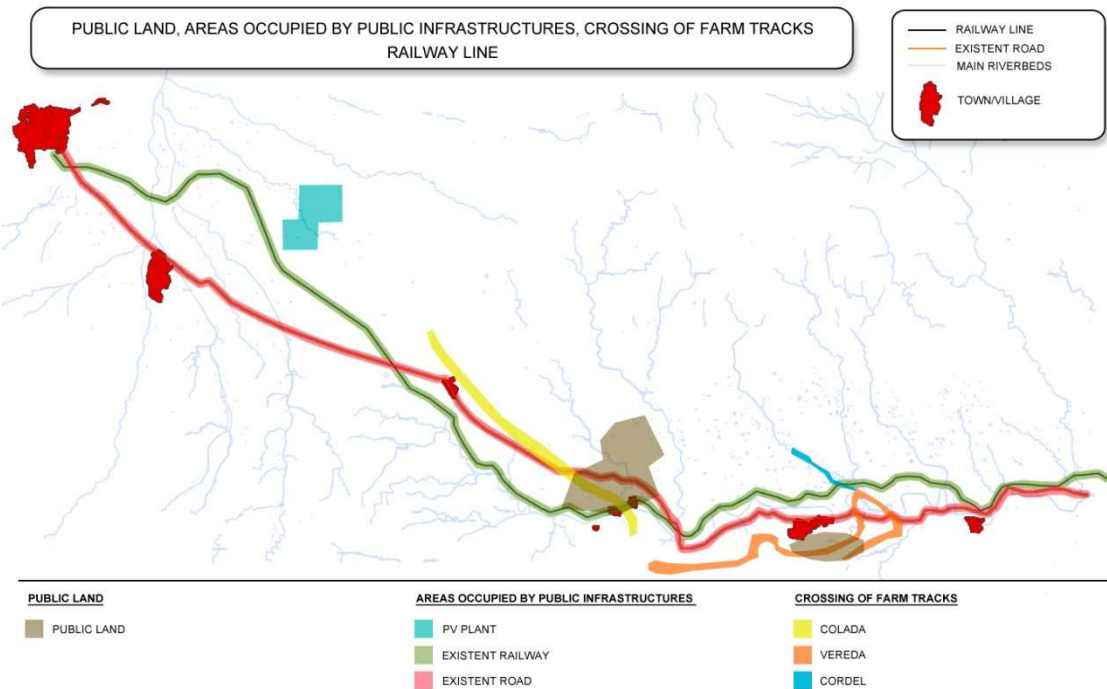 PUBLIC LAND, AREAS OCCUPIED BY PUBLIC INFRASTRUCTURES, CROSSING OF FARM TRACKS
RAILWAY LINE
RAILWAY LINE
EXISTENT ROAD
MAIN RIVERBEDS
TOWN/VILLAGE
PUBLIC LAND
PUBLIC LAND
AREAS OCCUPIED BY PUBLIC INFRASTRUCTURES
PV PLANT
EXISTENT RAILWAY
EXISTENT ROAD
CROSSING OF FARM TRACKS
COLADA
VEREDA
CORDEL